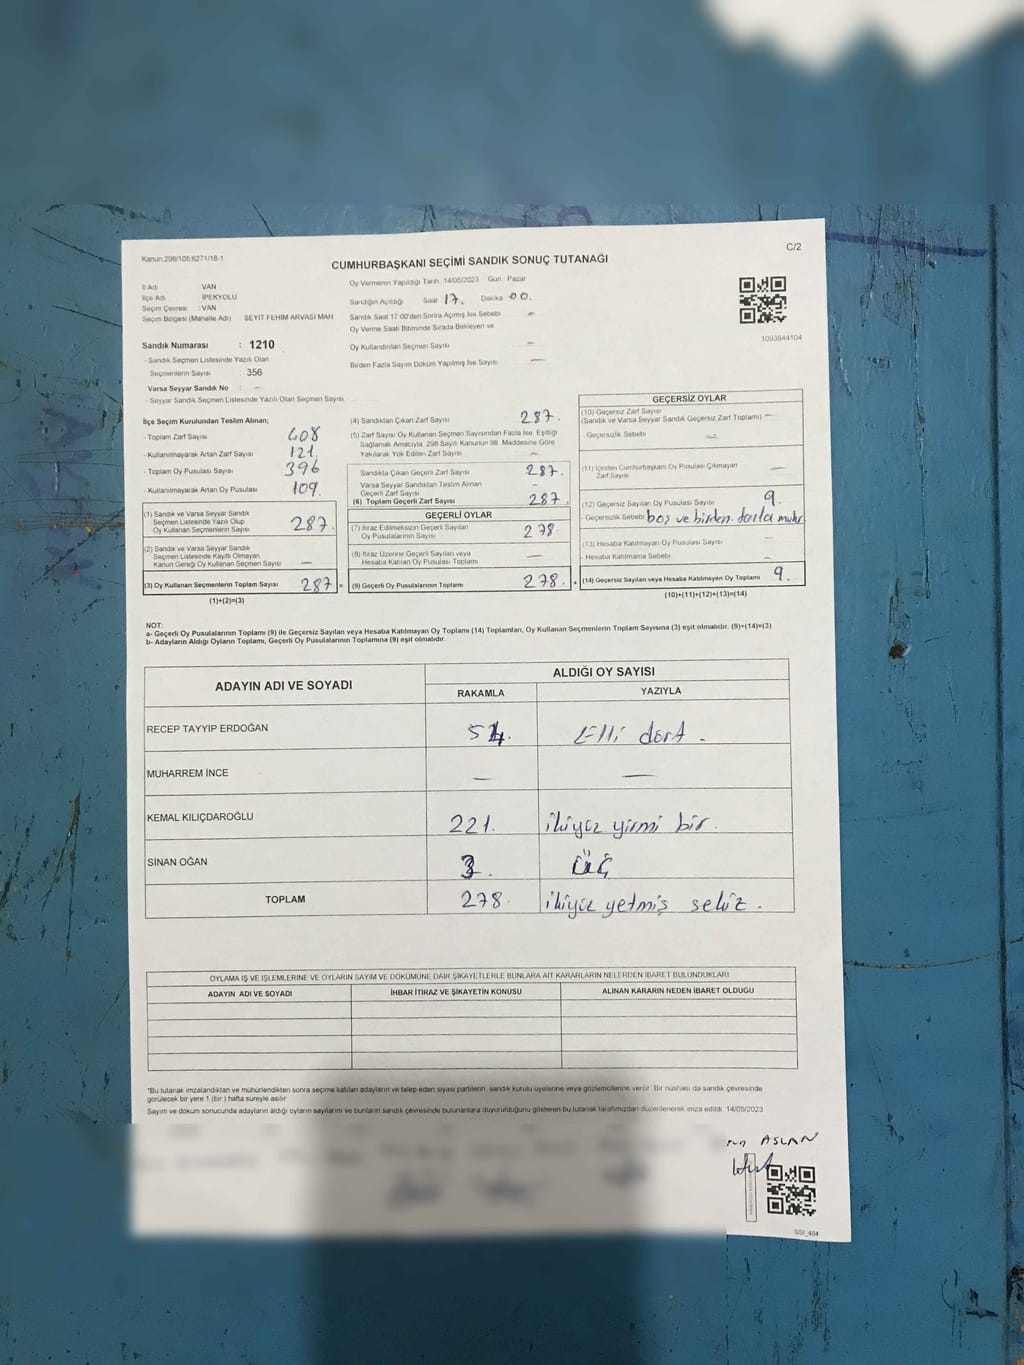 Kanun:298/105;6271/18-1
C/2
CUMHURBAŞKANI SEÇİMİ SANDIK SONUÇ TUTANAĞI
İl Adı VAN
İlçe Adı İPEKYOLU
Seçim Çevresi : VAN
Seçim Bölgesi (Mahalle Adı) SEYİT FEHİM ARVASİ MAH
Sandık Numarası : 1210
- Sandık Seçmen Listesinde Yazılı Olan
Seçmenlerin Sayısı : 356
Varsa Seyyar Sandık No : -
- Seyyar Sandık Seçmen Listesinde Yazılı Olan Seçmen Sayısı
Oy Vermenin Yapıldığı Tarih 14/05/2023 Gün : Pazar
Sandığın Açıldığı Saat 17. Dakika 00.
Sandık Saat 17:00'den Sonra Açılmış İse Sebebi -
Oy Verme Saati Bitiminde Sırada Bekleyen ve
Oy Kullandırılan Seçmen Sayısı -
Birden Fazla Sayım Döküm Yapılmış İse Sayısı -
1093644104
İlçe Seçim Kurulundan Teslim Alınan;
- Toplam Zarf Sayısı 408
- Kullanılmayarak Artan Zarf Sayısı 121.
- Toplam Oy Pusulası Sayısı 396
- Kullanılmayarak Artan Oy Pusulası 109.
(1) Sandık ve Varsa Seyyar Sandık
Seçmen Listesinde Yazılı Olup
Oy Kullanan Seçmenlerin Sayısı 287.
(2) Sandık ve Varsa Seyyar Sandık
Seçmen Listesinde Kayıtlı Olmayan
Kanun Gereği Oy Kullanan Seçmen Sayısı -
(3) Oy Kullanan Seçmenlerin Toplam Sayısı 287 =
(1)+(2)=(3)
(4) Sandıktan Çıkan Zarf Sayısı 287.
(5) Zarf Sayısı Oy Kullanan Seçmen Sayısından Fazla İse, Eşitliği
Sağlamak Amacıyla, 298 Sayılı Kanunun 98. Maddesine Göre
Yakılarak Yok Edilen Zarf Sayısı -
Sandıkta Çıkan Geçerli Zarf Sayısı 287.
Varsa Seyyar Sandıktan Teslim Alınan
Geçerli Zarf Sayısı -
(6) Toplam Geçerli Zarf Sayısı 287.
GEÇERLİ OYLAR
(7) İtiraz Edilmeksizin Geçerli Sayılan
Oy Pusulalarının Sayısı 278.
(8) İtiraz Üzerine Geçerli Sayılan veya
Hesaba Katılan Oy Pusulası Toplamı -
(9) Geçerli Oy Pusulalarının Toplamı 278. +
GEÇERSİZ OYLAR
(10) Geçersiz Zarf Sayısı
(Sandık ve Varsa Seyyar Sandık Geçersiz Zarf Toplamı) -
- Geçersizlik Sebebi -
(11) İçinden Cumhurbaşkanı Oy Pusulası Çıkmayan
Zarf Sayısı -
(12) Geçersiz Sayılan Oy Pusulası Sayısı 9.
- Geçersizlik Sebebi boş ve birden fazla mühr
(13) Hesaba Katılmayan Oy Pusulası Sayısı -
- Hesaba Katılmama Sebebi -
(14) Geçersiz Sayılan veya Hesaba Katılmayan Oy Toplamı 9.
(10)+(11)+(12)+(13)=(14)
NOT:
a- Geçerli Oy Pusulalarının Toplamı (9) ile Geçersiz Sayılan veya Hesaba Katılmayan Oy Toplamı (14) Toplamları, Oy Kullanan Seçmenlerin Toplam Sayısına (3) eşit olmalıdır. (9)+(14)=(3)
b- Adayların Aldığı Oyların Toplamı, Geçerli Oy Pusulalarının Toplamına (9) eşit olmalıdır.
ADAYIN ADI VE SOYADI ALDIĞI OY SAYISI
RAKAMLA YAZIYLA
RECEP TAYYİP ERDOĞAN 54. Elli dört.
MUHARREM İNCE - -
KEMAL KILIÇDAROĞLU 221. ikiyüz yirmi bir.
SİNAN OĞAN 3. üç
TOPLAM 278. ikiyüz yetmiş sekiz.
OYLAMA İŞ VE İŞLEMLERİNE VE OYLARIN SAYIM VE DÖKÜMÜNE DAİR ŞİKAYETLERLE BUNLARA AİT KARARLARIN NELERDEN İBARET BULUNDUKLARI
ADAYIN ADI VE SOYADI İHBAR İTİRAZ VE ŞİKAYETİN KONUSU ALINAN KARARIN NEDEN İBARET OLDUĞU
*Bu tutanak imzalandıktan ve mühürlendikten sonra seçime katılan adayların ve talep eden siyasi partilerin sandık kurulu üyelerine veya gözlemcilerine verilir. Bir nüshası da sandık çevresinde
görülecek bir yere 1 (bir) hafta süreyle asılır
Sayım ve döküm sonucunda adayların aldığı oyların sayılarını ve bunların sandık çevresinde bulunanlara duyurulduğunu gösteren bu tutanak tarafımızdan düzenlenerek imza edildi. 14/05/2023
ASLAN